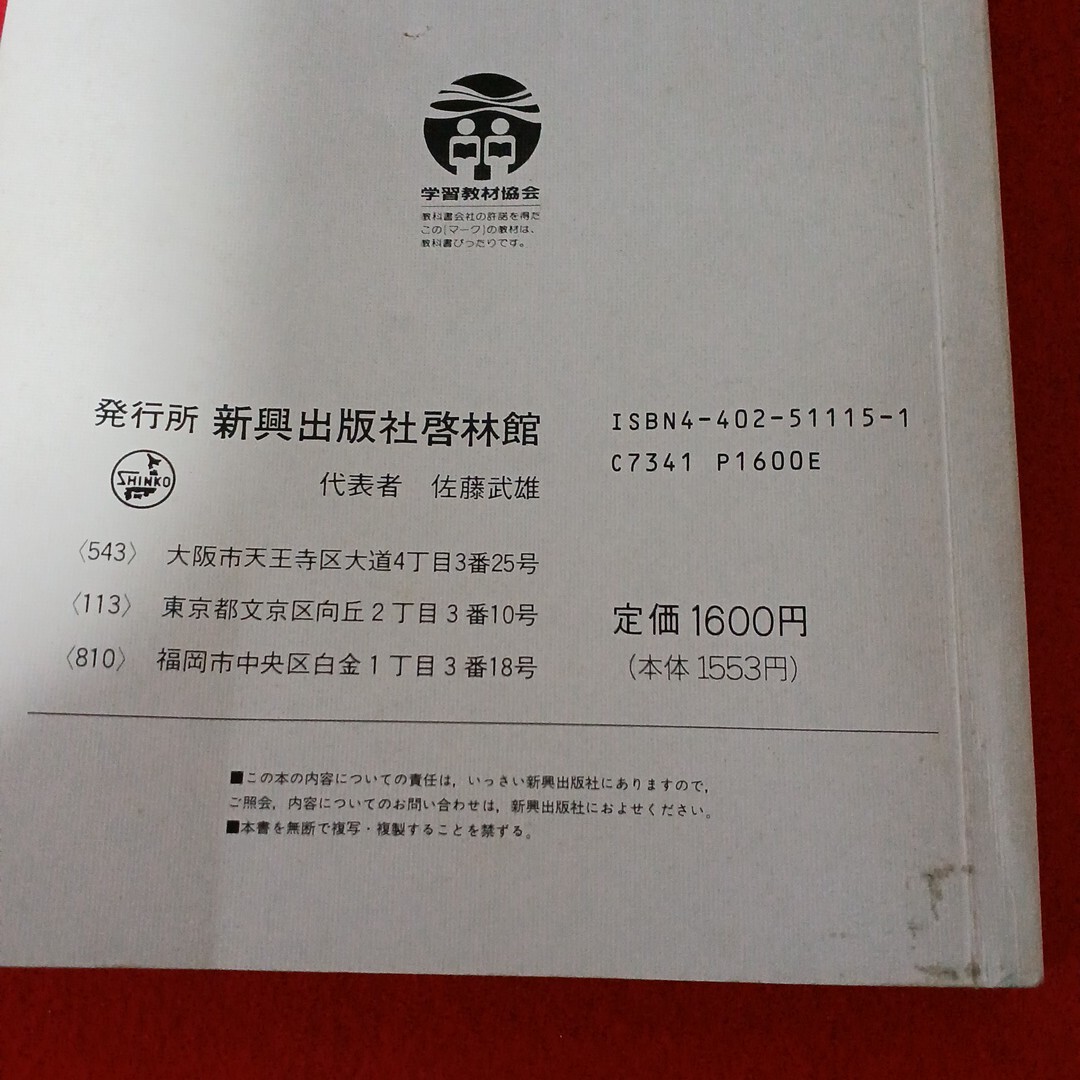 学習教材協会
教科書会社の許諾を得た
この[マーク]の教材は、
教科書ぴったりです。
発行所 新興出版社啓林館
SHINKO
代表者 佐藤武雄
〈543〉 大阪市天王寺区大道4丁目3番25号
〈113〉 東京都文京区向丘2丁目3番10号
〈810〉 福岡市中央区白金1丁目3番18号
ISBN4-402-51115-1
C7341 P1600E
定価1600円
(本体1553円)
■この本の内容についての責任は,いっさい新興出版社にありますので,
ご照会,内容についてのお問い合わせは,新興出版社におよせください。
■本書を無断で複写・複製することを禁ずる。